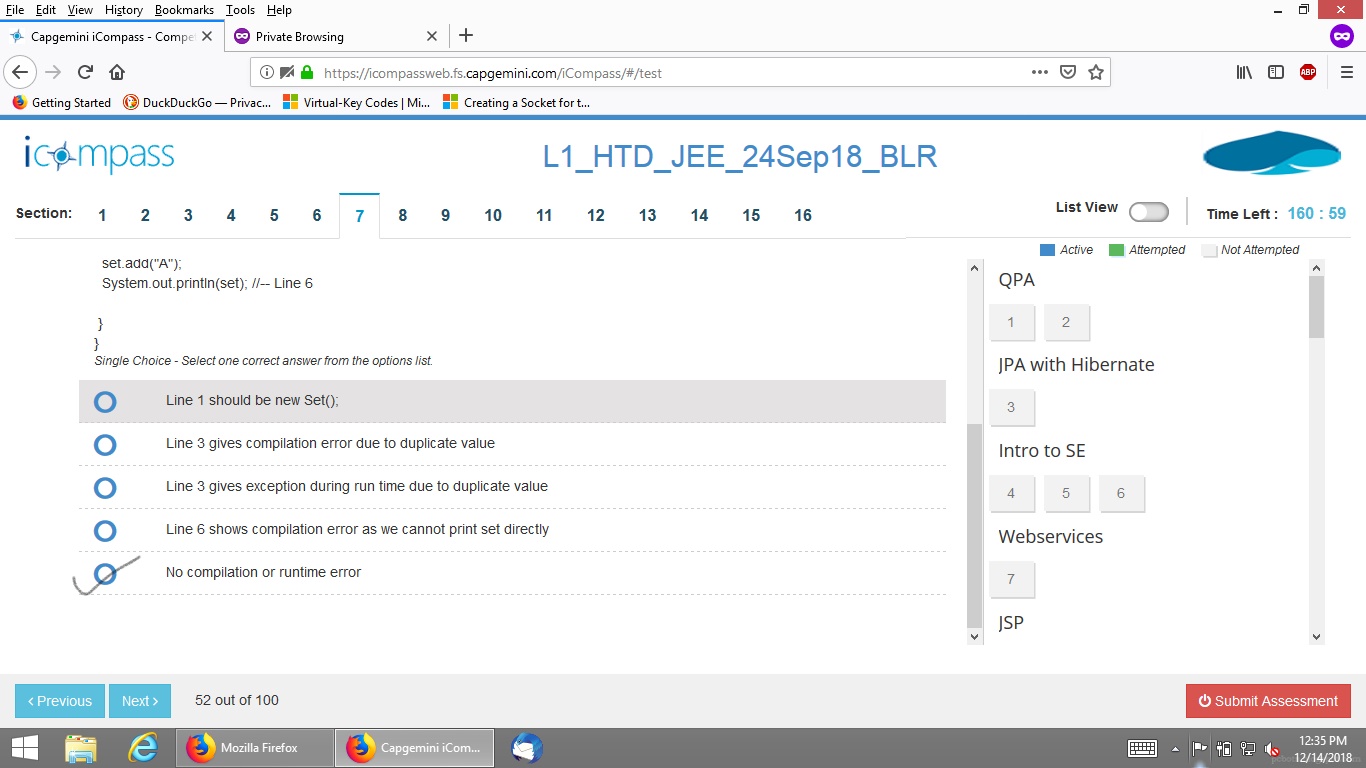 File Edit View History Bookmarks Tools Help
Capgemini iCompass - Compe
Private Browsing
https://icompassweb.fs.capgemini.com/iCompass/#/test
Getting Started DuckDuckGo — Privac... Virtual-Key Codes | Mi... Creating a Socket for t...
icompass
L1_HTD_JEE_24Sep18_BLR
Section: 1 2 3 4 5 6 7 8 9 10 11 12 13 14 15 16
List View
Time Left : 160 : 59
Active Attempted Not Attempted
set.add("A");
System.out.println(set); //-- Line 6
}
}
Single Choice - Select one correct answer from the options list.
Line 1 should be new Set();
Line 3 gives compilation error due to duplicate value
Line 3 gives exception during run time due to duplicate value
Line 6 shows compilation error as we cannot print set directly
No compilation or runtime error
QPA
1 2
JPA with Hibernate
3
Intro to SE
4 5 6
Webservices
7
JSP
‹ Previous Next › 52 out of 100
Submit Assessment
Mozilla Firefox
Capgemini iCom...
12:35 PM
12/14/2018
ABP